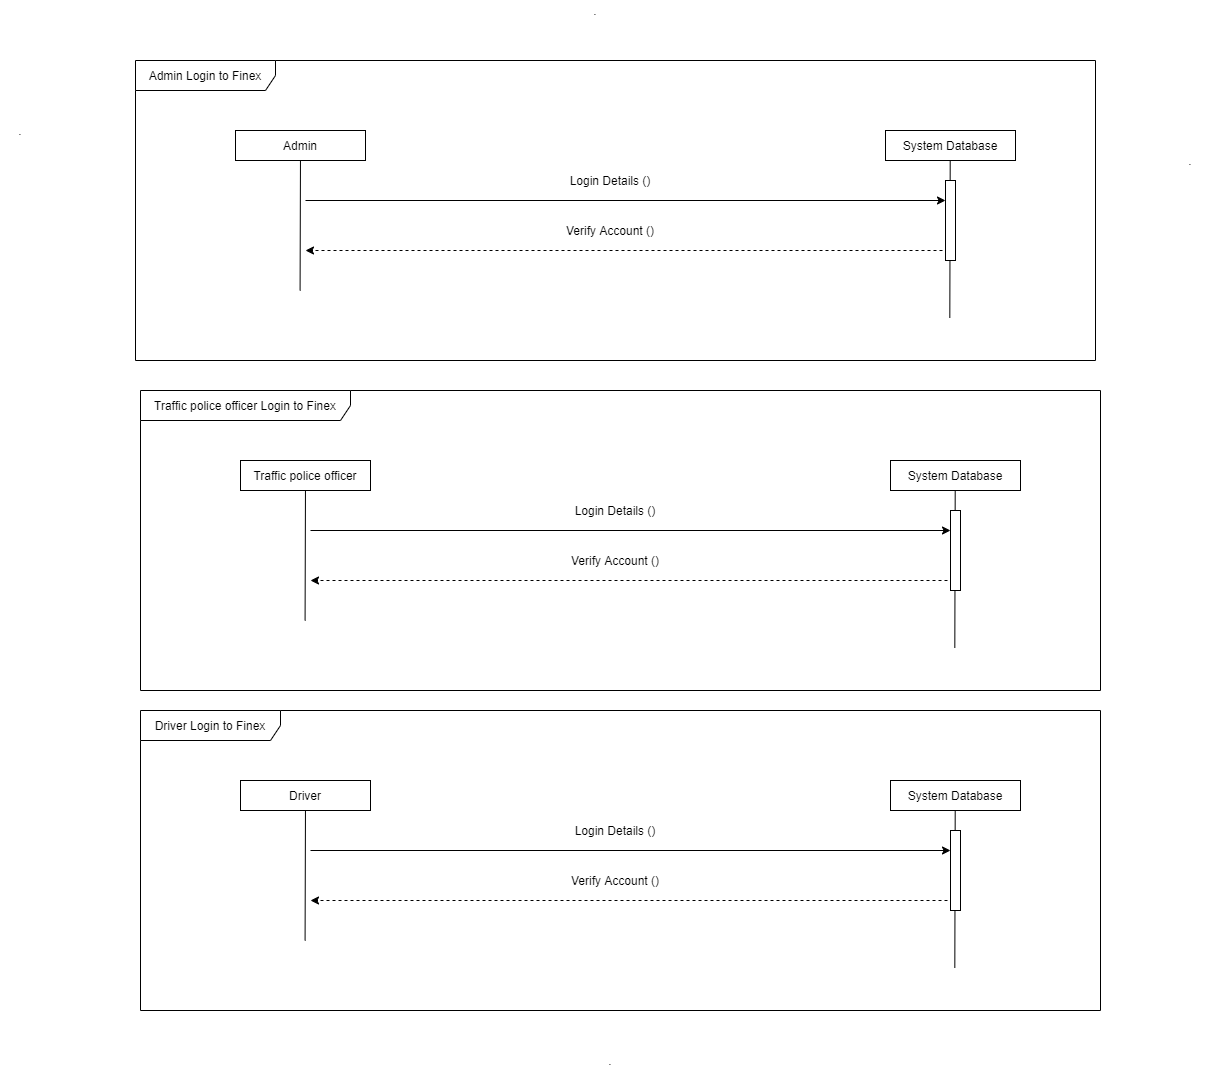 Admin Login to Finex
Admin
System Database
Login Details ()
Verify Account ()
Traffic police officer Login to Finex
Traffic police officer
System Database
Login Details ()
Verify Account ()
Driver Login to Finex
Driver
System Database
Login Details ()
Verify Account ()